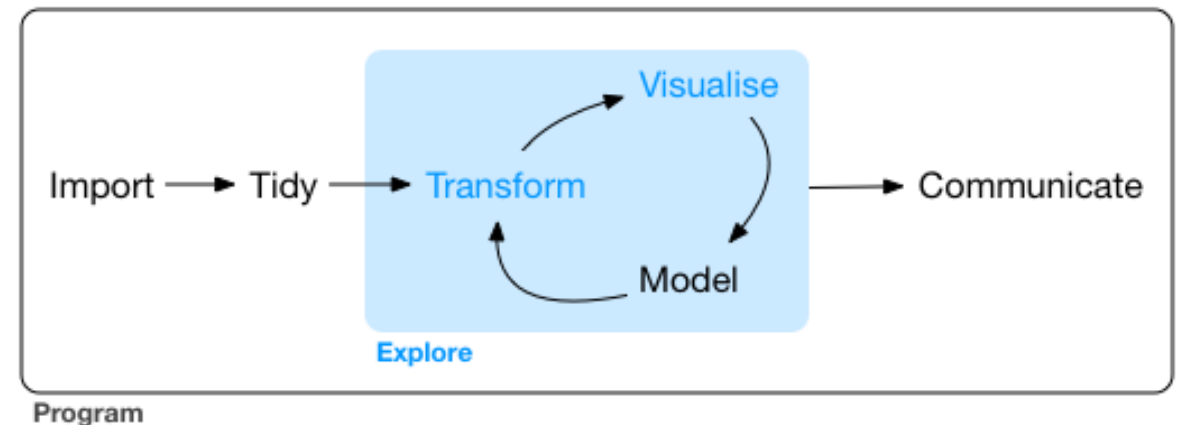 Visualise
Import Tidy Transform Communicate
Model
Explore
Program